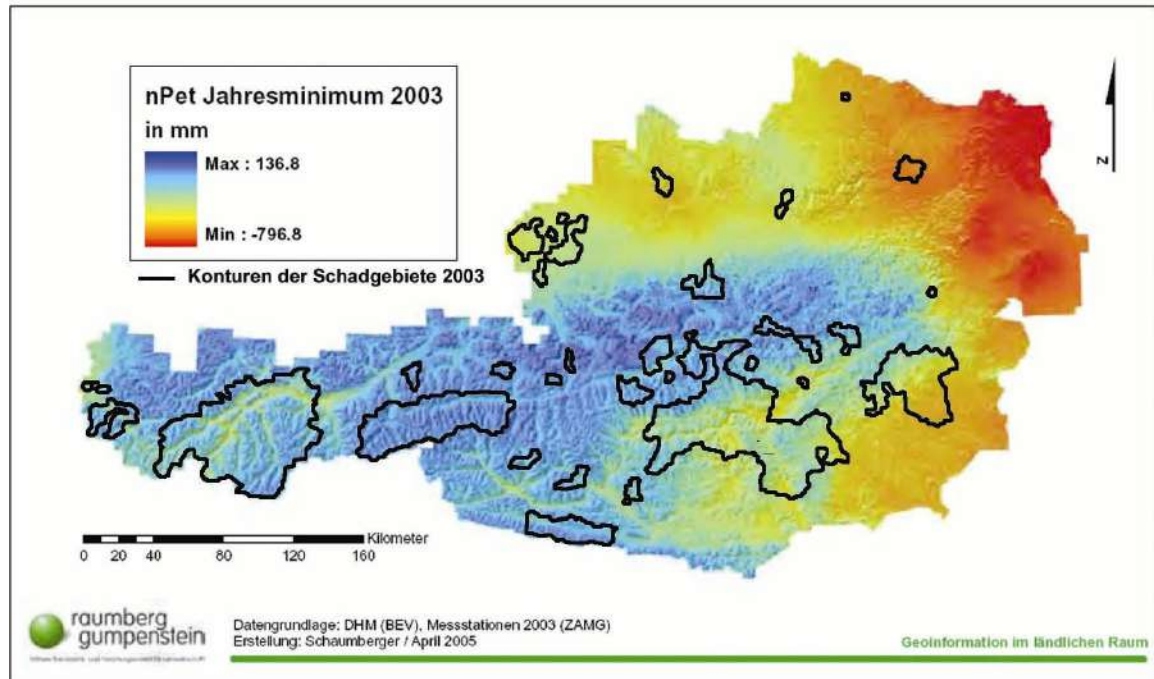 nPet Jahresminimum 2003
in mm
Max : 136.8
Min : -796.8
Konturen der Schadgebiete 2003
N
Kilometer
0 10 20 40 80 120 160
raumberg
gumpenstein
Datengrundlage: DHM (BEV), Messstationen 2003 (ZAMG)
Erstellung: Schaumberger / April 2005
Geoinformation im ländlichen Raum